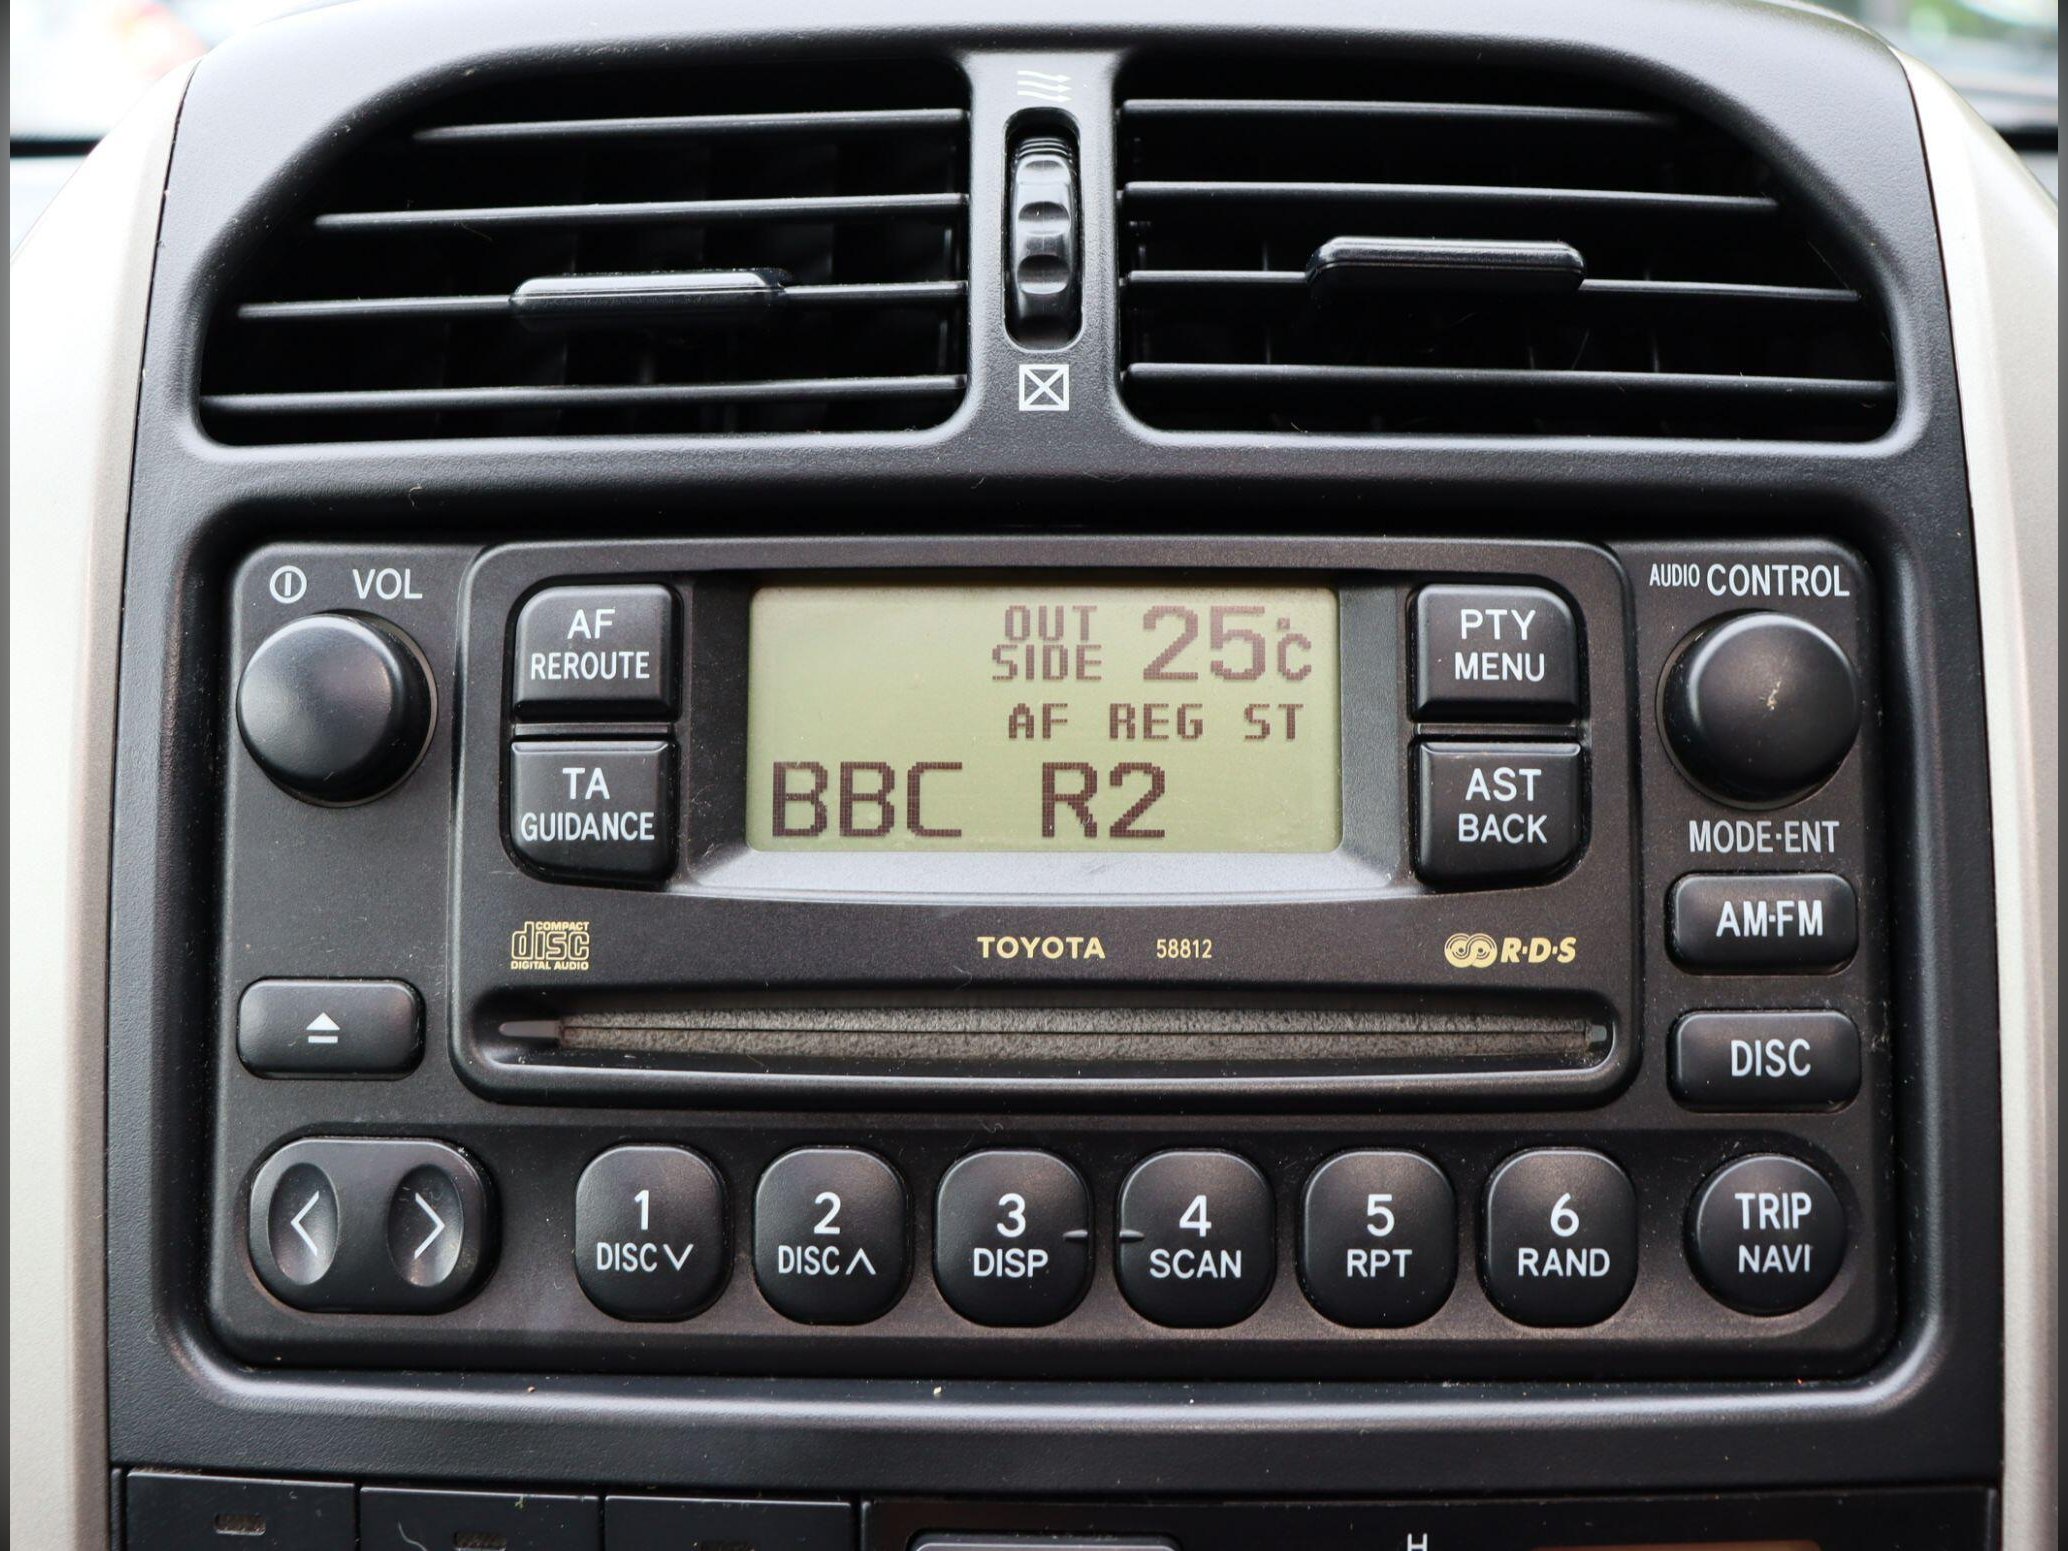 VOL
AUDIO CONTROL
AF
REROUTE
OUT
SIDE
25°C
PTY
MENU
AF REG ST
TA
GUIDANCE
BBC R2
AST
BACK
MODE·ENT
AM·FM
COMPACT
disc
DIGITAL AUDIO
TOYOTA 58812
R·D·S
DISC
1
DISC
2
DISC
3
DISP
4
SCAN
5
RPT
6
RAND
TRIP
NAVI
H